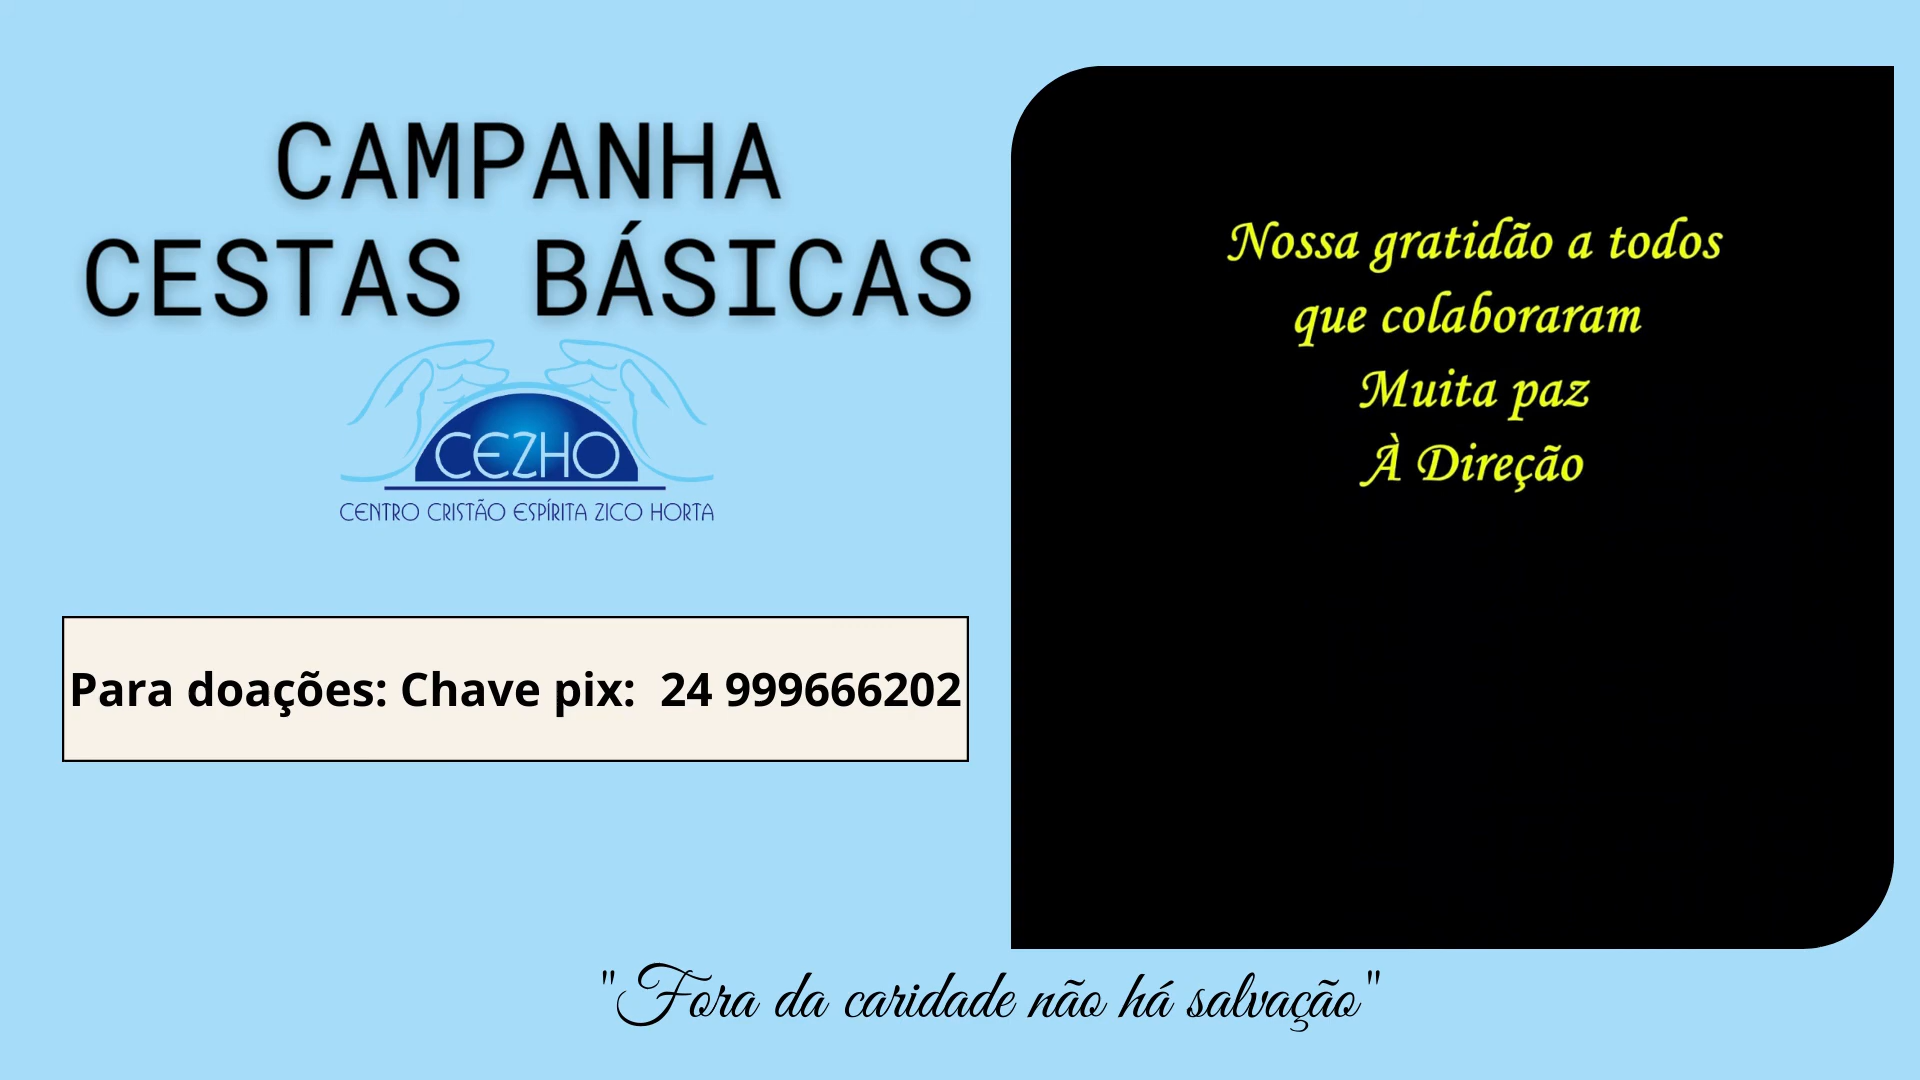 CAMPANHA
CESTAS BÁSICAS
CEZHO
CENTRO CRISTÃO ESPÍRITA ZICO HORTA
Para doações: Chave pix: 24 999666202
Nossa gratidão a todos
que colaboraram
Muita paz
À Direção
"Fora da caridade não há salvação"